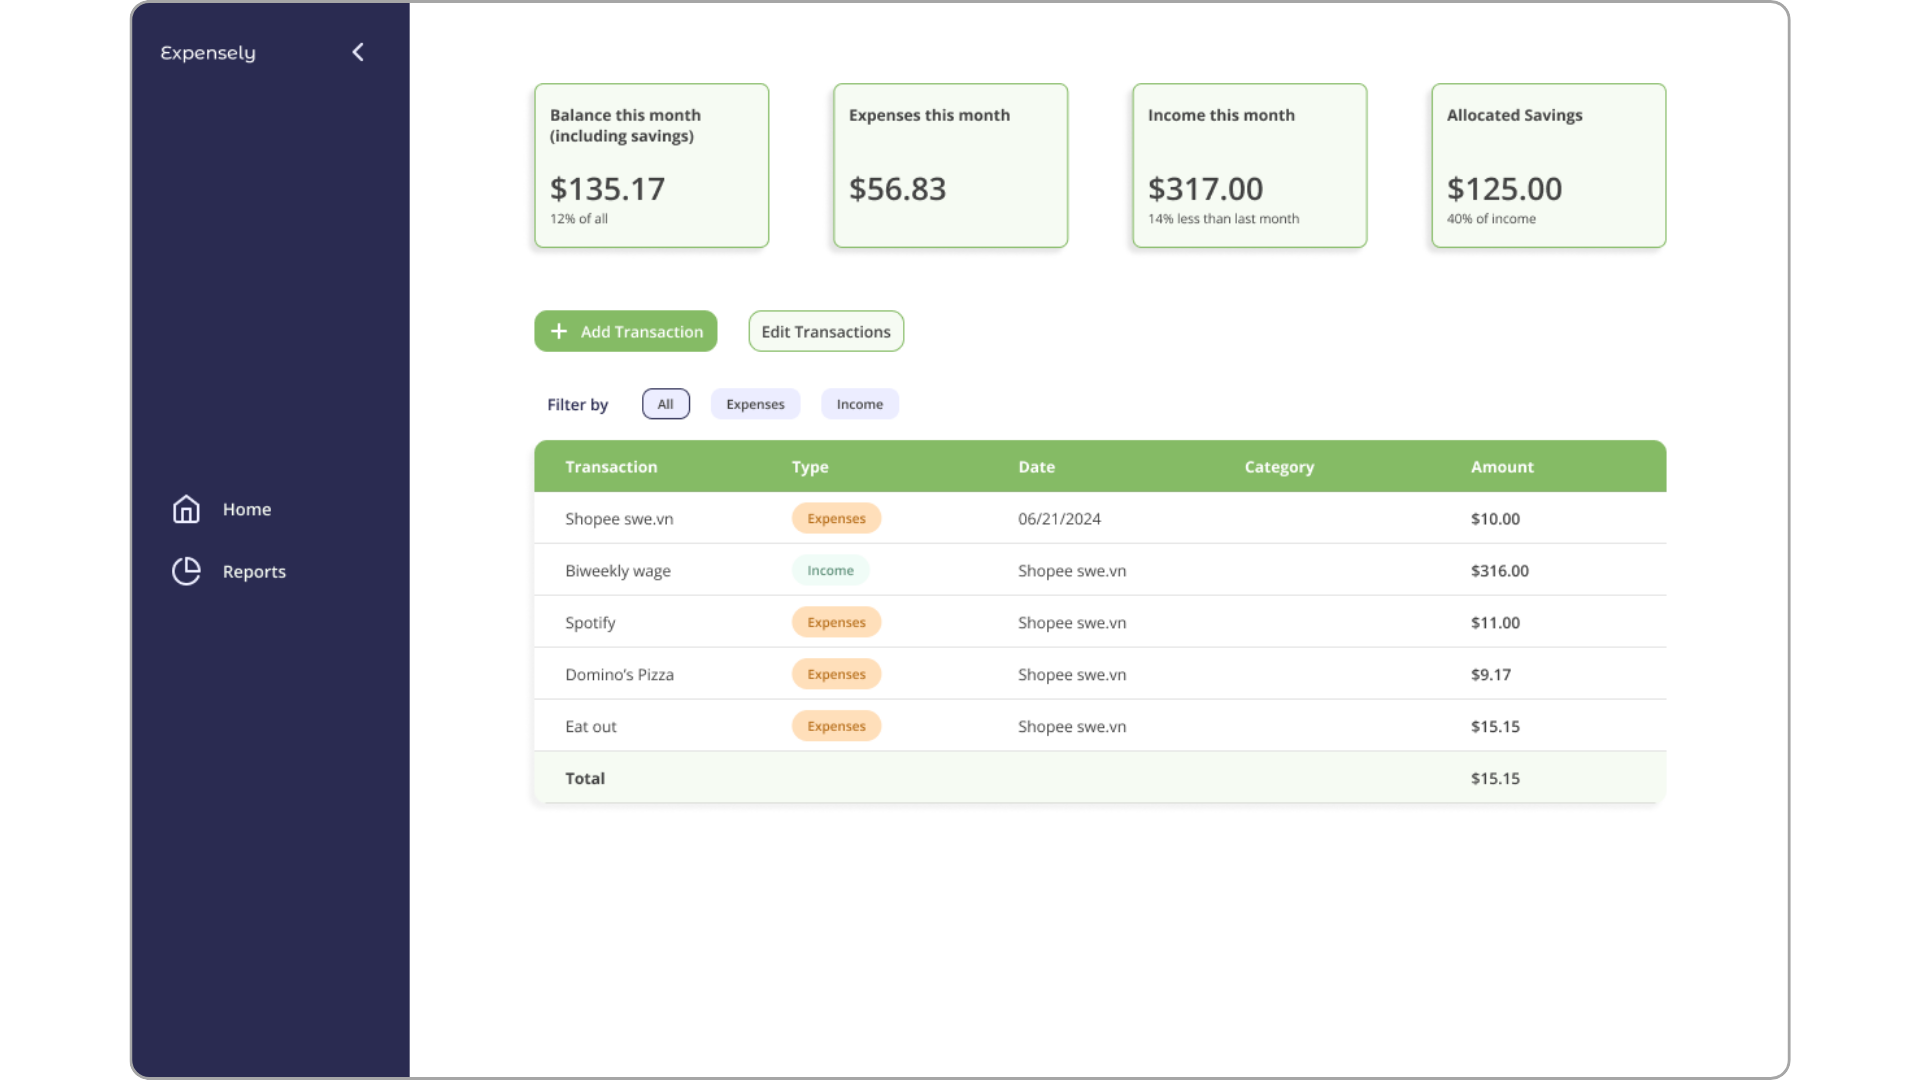 Expensely
Balance this month
(including savings)
$135.17
12% of all
Expenses this month
$56.83
Income this month
$317.00
14% less than last month
Allocated Savings
$125.00
40% of income
Add Transaction
Edit Transactions
Filter by
All
Expenses
Income
Home
Reports
Transaction Type Date Category Amount
Shopee swe.vn Expenses 06/21/2024 $10.00
Biweekly wage Income Shopee swe.vn $316.00
Spotify Expenses Shopee swe.vn $11.00
Domino's Pizza Expenses Shopee swe.vn $9.17
Eat out Expenses Shopee swe.vn $15.15
Total $15.15